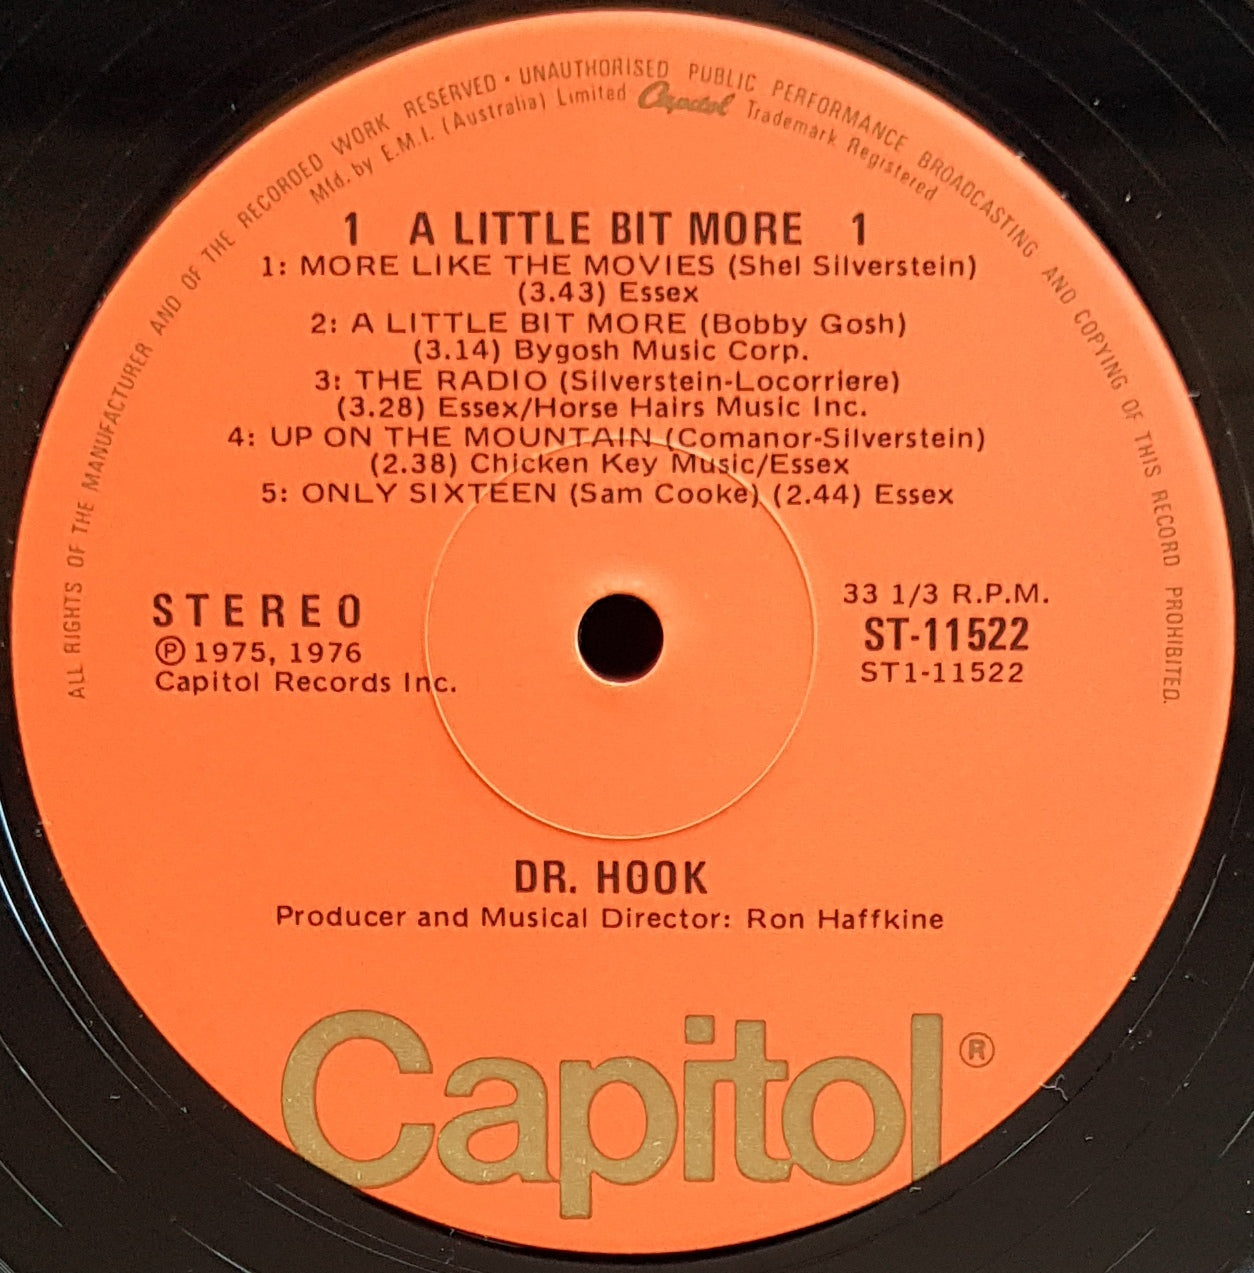 ALL RIGHTS OF THE MANUFACTURER AND OF THE RECORDED WORK RESERVED · UNAUTHORISED PUBLIC PERFORMANCE BROADCASTING AND COPYING OF THIS RECORD PROHIBITED.
Mfd. by E.M.I. (Australia) Limited Capitol Trademark Registered
1 A LITTLE BIT MORE 1
1: MORE LIKE THE MOVIES (Shel Silverstein)
(3.43) Essex
2: A LITTLE BIT MORE (Bobby Gosh)
(3.14) Bygosh Music Corp.
3: THE RADIO (Silverstein-Locorriere)
(3.28) Essex/Horse Hairs Music Inc.
4: UP ON THE MOUNTAIN (Comanor-Silverstein)
(2.38) Chicken Key Music/Essex
5: ONLY SIXTEEN (Sam Cooke) (2.44) Essex
STEREO
Ⓟ 1975, 1976
Capitol Records Inc.
33 1/3 R.P.M.
ST-11522
ST1-11522
DR. HOOK
Producer and Musical Director: Ron Haffkine
Capitol ®